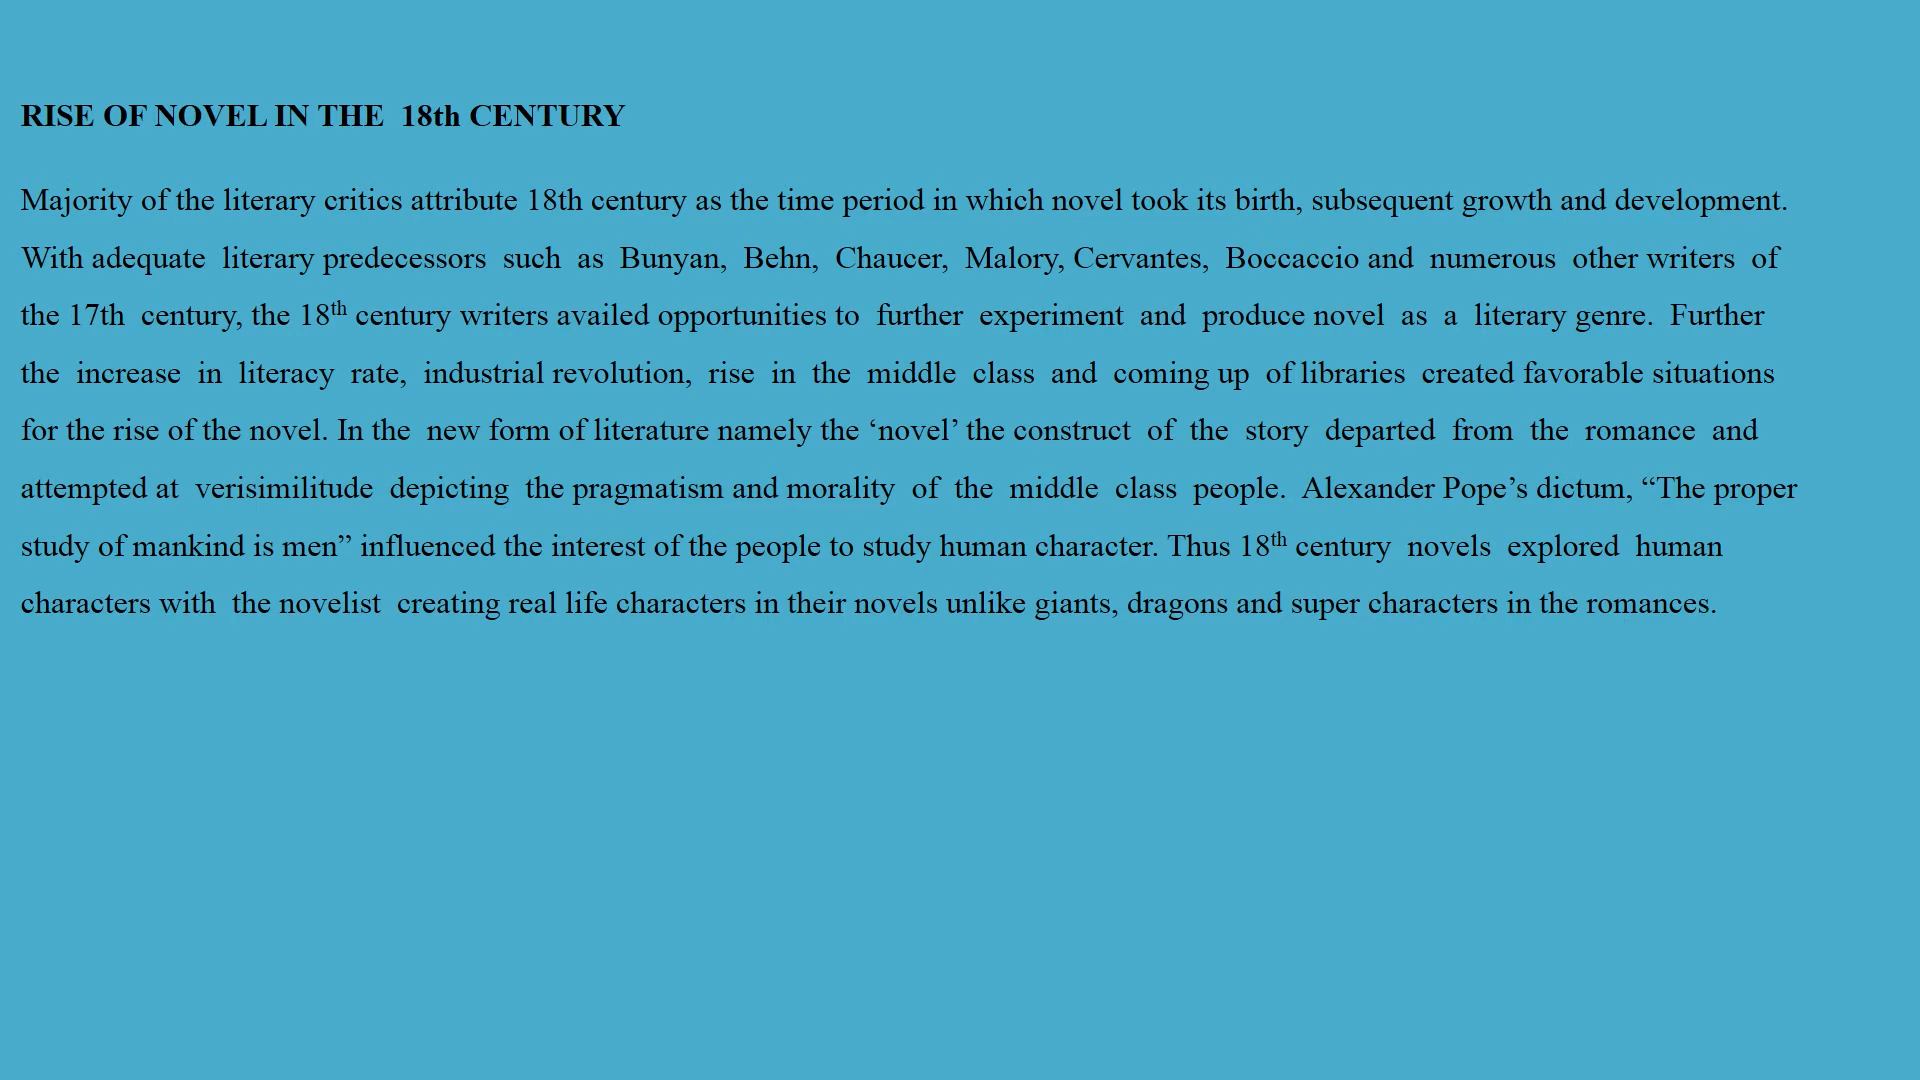 RISE OF NOVEL IN THE  18th CENTURY
Majority of the literary critics attribute 18th century as the time period in which novel took its birth, subsequent growth and development.
With adequate  literary predecessors  such  as  Bunyan,  Behn,  Chaucer,  Malory, Cervantes,  Boccaccio and  numerous  other writers  of
the 17th  century, the 18th century writers availed opportunities to  further  experiment  and  produce novel  as  a  literary genre.  Further
the  increase  in  literacy  rate,  industrial revolution,  rise  in  the  middle  class  and  coming up  of libraries  created favorable situations
for the rise of the novel. In the  new form of literature namely the ‘novel’ the construct  of  the  story  departed  from  the  romance  and
attempted at  verisimilitude  depicting  the pragmatism and morality  of  the  middle  class  people.  Alexander Pope’s dictum, “The proper
study of mankind is men” influenced the interest of the people to study human character. Thus 18th century  novels  explored  human
characters with  the novelist  creating real life characters in their novels unlike giants, dragons and super characters in the romances.